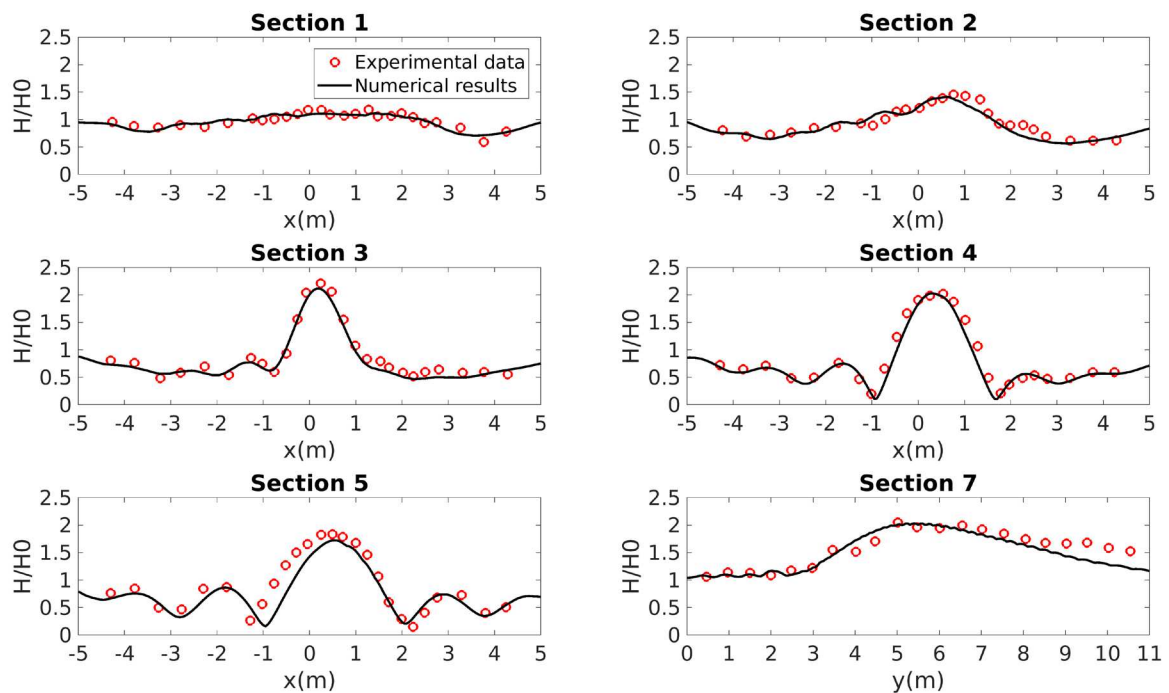 Section 1
2.5
2
1.5
1
0.5
0
H/H0
Experimental data
Numerical results
-5 -4 -3 -2 -1 0 1 2 3 4 5
x(m)
Section 2
2.5
2
1.5
1
0.5
0
H/H0
-5 -4 -3 -2 -1 0 1 2 3 4 5
x(m)
Section 3
2.5
2
1.5
1
0.5
0
H/H0
-5 -4 -3 -2 -1 0 1 2 3 4 5
x(m)
Section 4
2.5
2
1.5
1
0.5
0
H/H0
-5 -4 -3 -2 -1 0 1 2 3 4 5
x(m)
Section 5
2.5
2
1.5
1
0.5
0
H/H0
-5 -4 -3 -2 -1 0 1 2 3 4 5
x(m)
Section 7
2.5
2
1.5
1
0.5
0
H/H0
0 1 2 3 4 5 6 7 8 9 10 11
y(m)